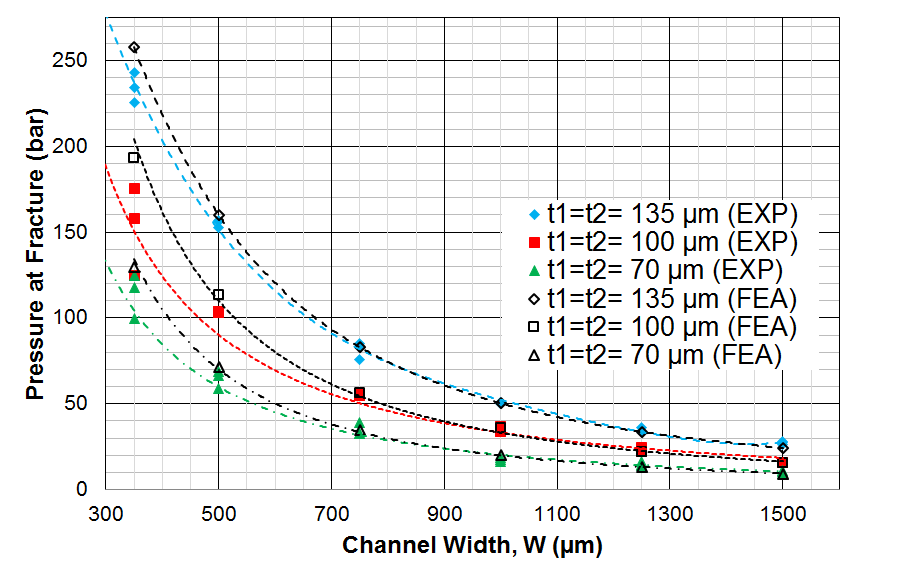 250
200
150
100
50
0
Pressure at Fracture (bar)
t1=t2= 135 µm (EXP)
t1=t2= 100 µm (EXP)
t1=t2= 70 µm (EXP)
t1=t2= 135 µm (FEA)
t1=t2= 100 µm (FEA)
t1=t2= 70 µm (FEA)
300 500 700 900 1100 1300 1500
Channel Width, W (µm)